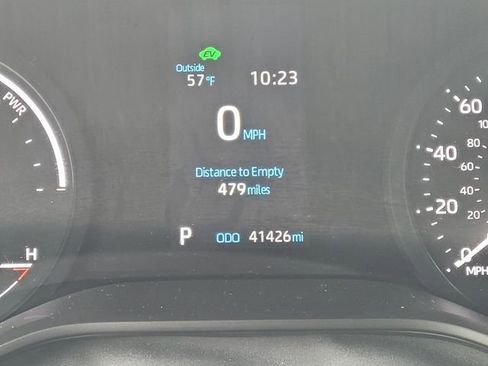 EV
Outside
57°F 10:23
0 MPH
Distance to Empty
479 miles
P ODO 41426 mi
PWR
H
60
40
20
0
MPH
80
60
40
20